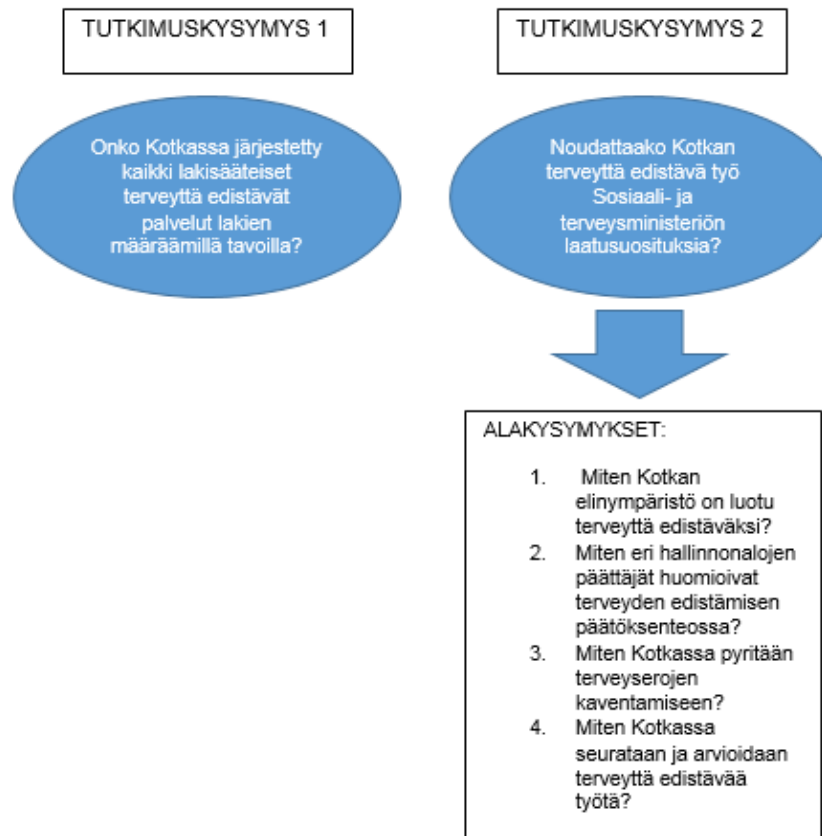 TUTKIMUSKYSYMYS 1
Onko Kotkassa järjestetty
kaikki lakisääteiset
terveyttä edistävät
palvelut lakien
määräämillä tavoilla?
TUTKIMUSKYSYMYS 2
Noudattaako Kotkan
terveyttä edistävä työ
Sosiaali- ja
terveysministeriön
laatusuosituksia?
ALAKYSYMYKSET:
1. Miten Kotkan
elinympäristö on luotu
terveyttä edistäväksi?
2. Miten eri hallinnonalojen
päättäjät huomioivat
terveyden edistämisen
päätöksenteossa?
3. Miten Kotkassa pyritään
terveyserojen
kaventamiseen?
4. Miten Kotkassa
seurataan ja arvioidaan
terveyttä edistävää
työtä?